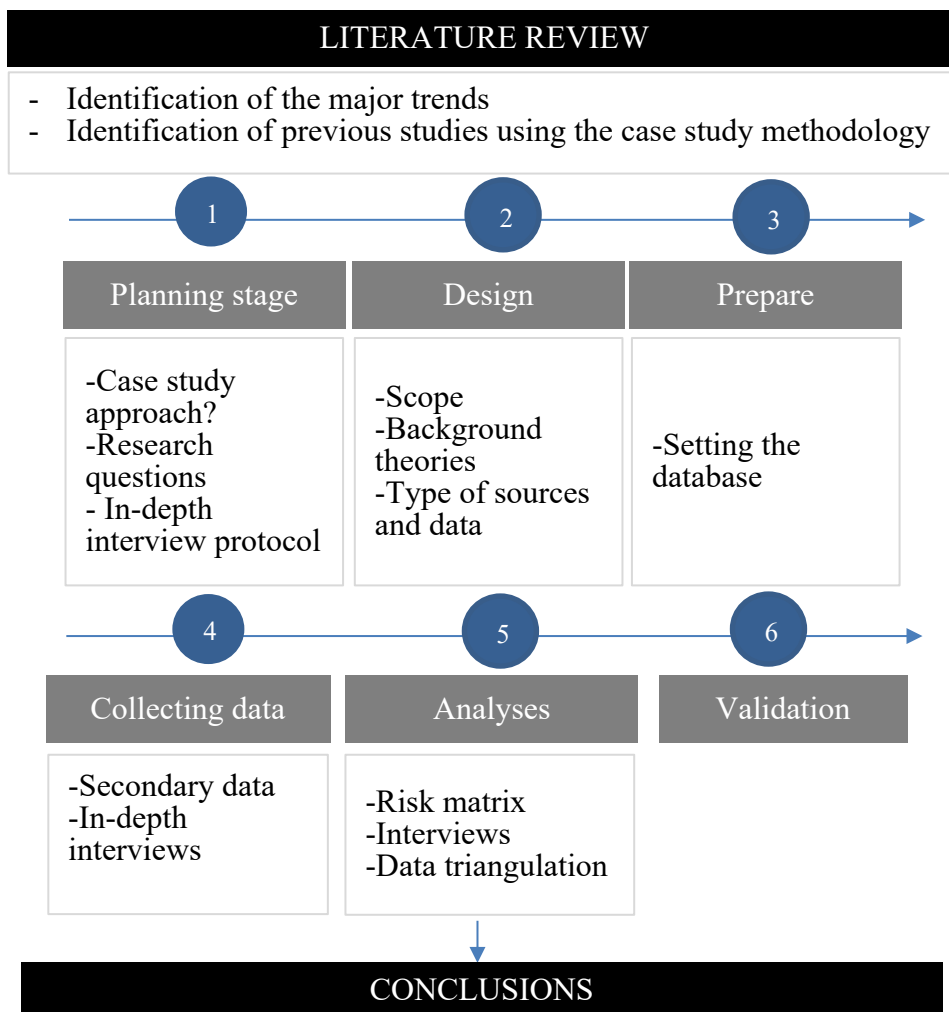 LITERATURE REVIEW
- Identification of the major trends
- Identification of previous studies using the case study methodology
1
2
3
Planning stage
Design
Prepare
-Case study
approach?
-Research
questions
- In-depth
interview protocol
-Scope
-Background
theories
-Type of sources
and data
-Setting the
database
4
5
6
Collecting data
Analyses
Validation
-Secondary data
-In-depth
interviews
-Risk matrix
-Interviews
-Data triangulation
CONCLUSIONS